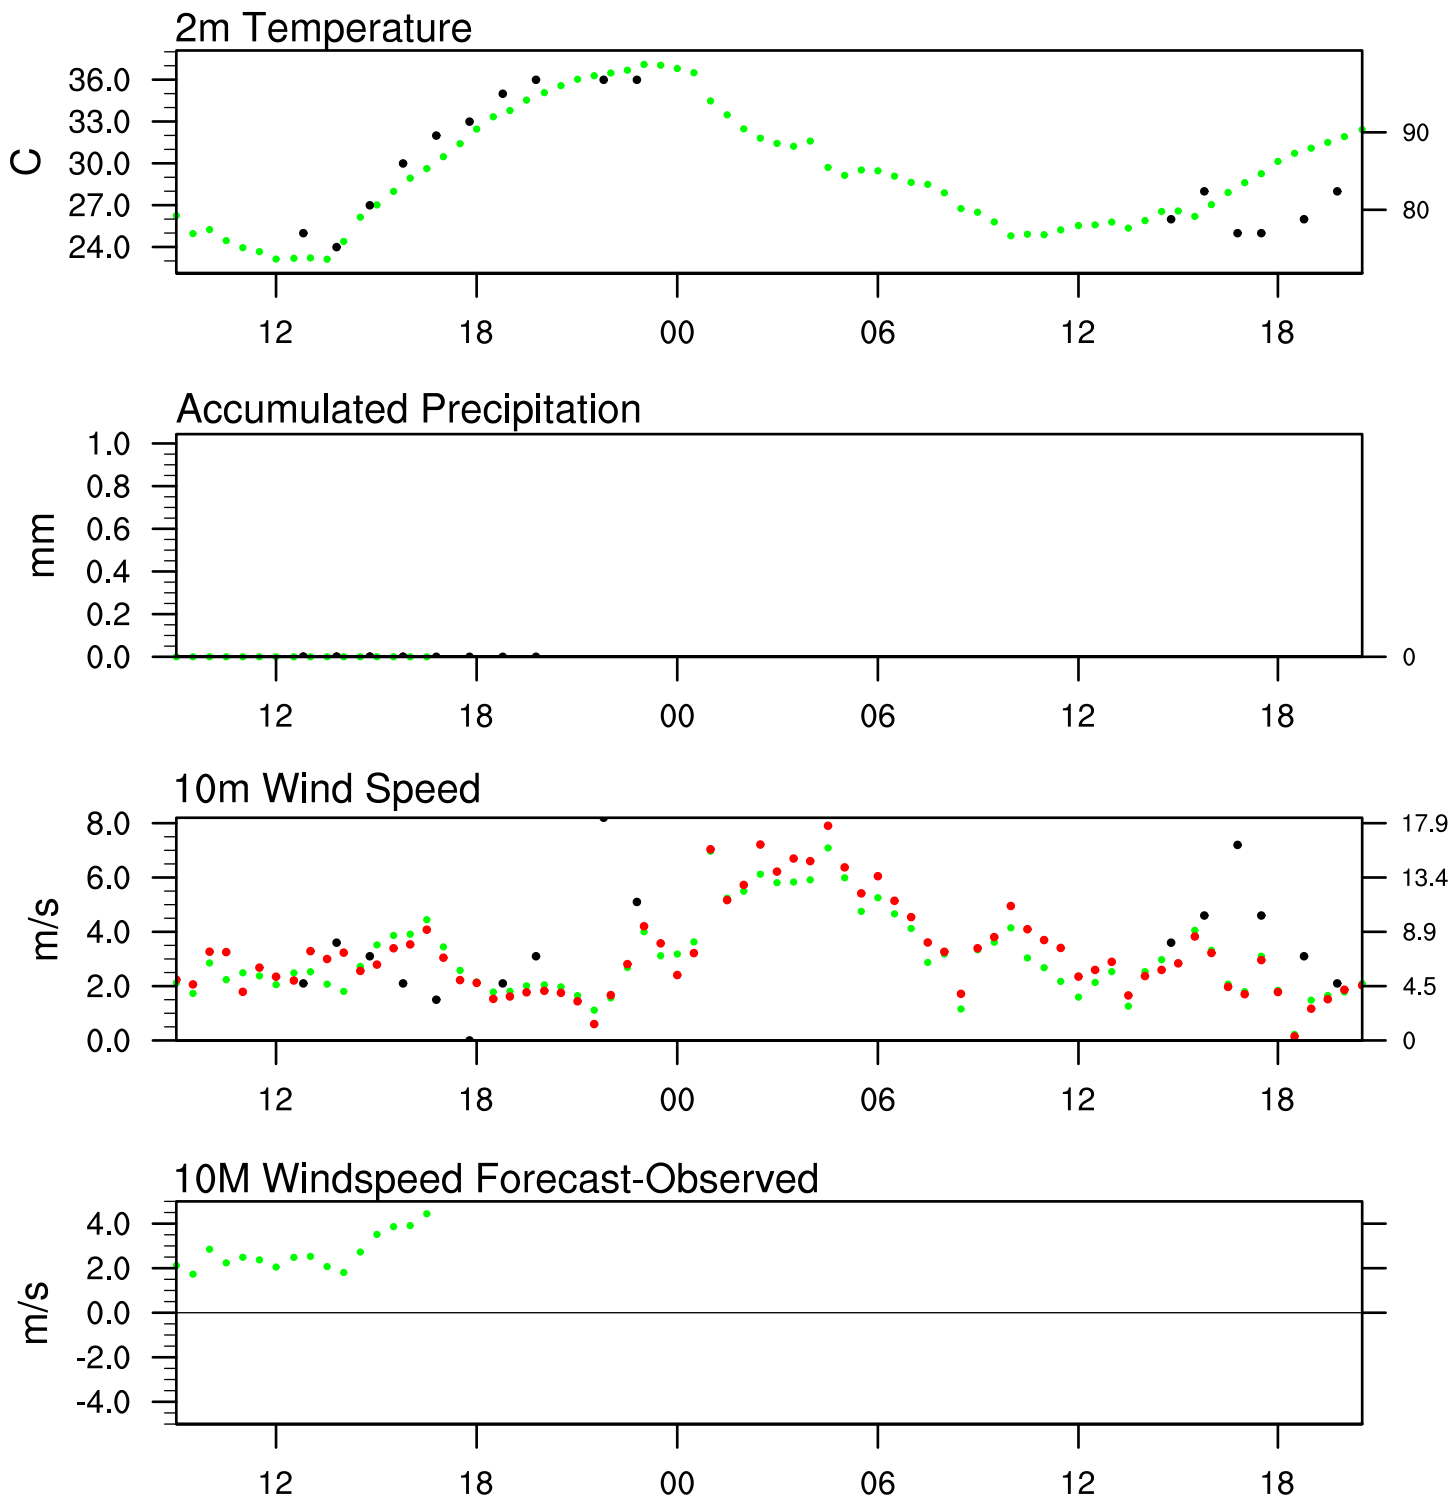 2m Temperature
36.0
33.0
30.0
27.0
24.0
C
90
80
12 18 00 06 12 18
Accumulated Precipitation
1.0
0.8
0.6
0.4
0.2
0.0
mm
0
12 18 00 06 12 18
10m Wind Speed
8.0
6.0
4.0
2.0
0.0
m/s
17.9
13.4
8.9
4.5
0
12 18 00 06 12 18
10M Windspeed Forecast-Observed
4.0
2.0
0.0
-2.0
-4.0
m/s
12 18 00 06 12 18